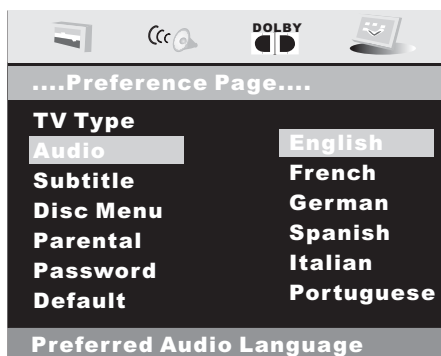 DOLBY
....Preference Page....
TV Type
Audio
Subtitle
Disc Menu
Parental
Password
Default
English
French
German
Spanish
Italian
Portuguese
Preferred Audio Language